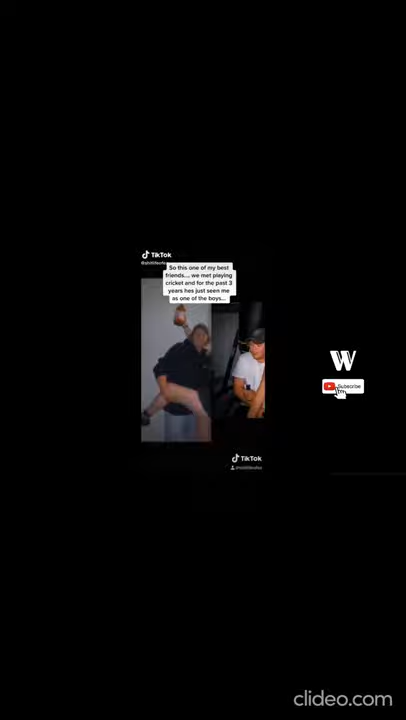 TikTok
So this one of my best
friends.... we met playing
cricket and for the past 3
years hes just seen me
as one of the boys...
W
Subscribe
TikTok
clideo.com